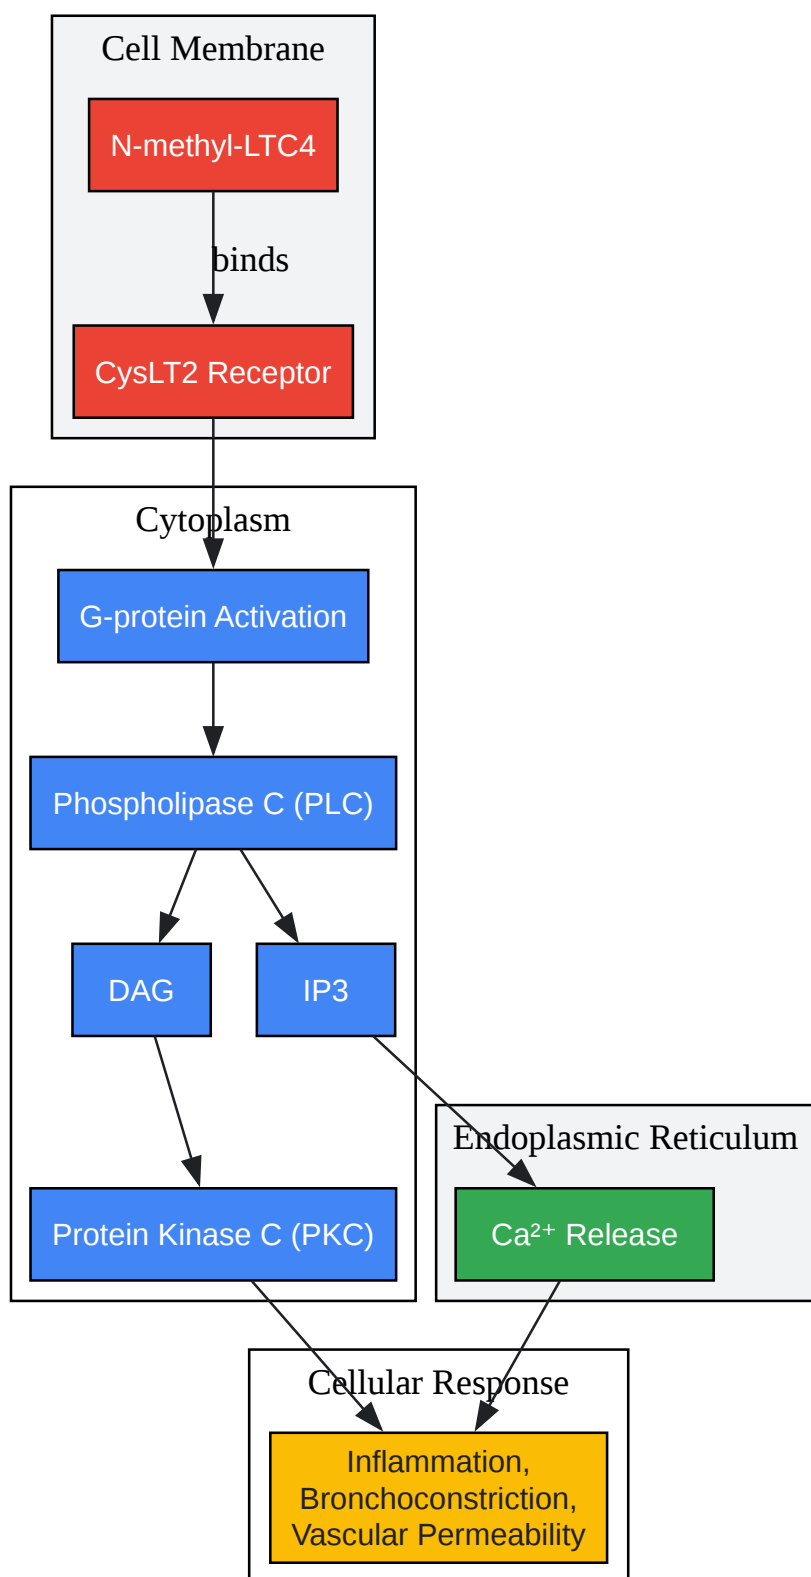 Cell Membrane
N-methyl-LTC4
binds
CysLT2 Receptor
Cytoplasm
G-protein Activation
Phospholipase C (PLC)
DAG
IP3
Endoplasmic Reticulum
Protein Kinase C (PKC)
Ca²⁺ Release
Cellular Response
Inflammation,
Bronchoconstriction,
Vascular Permeability